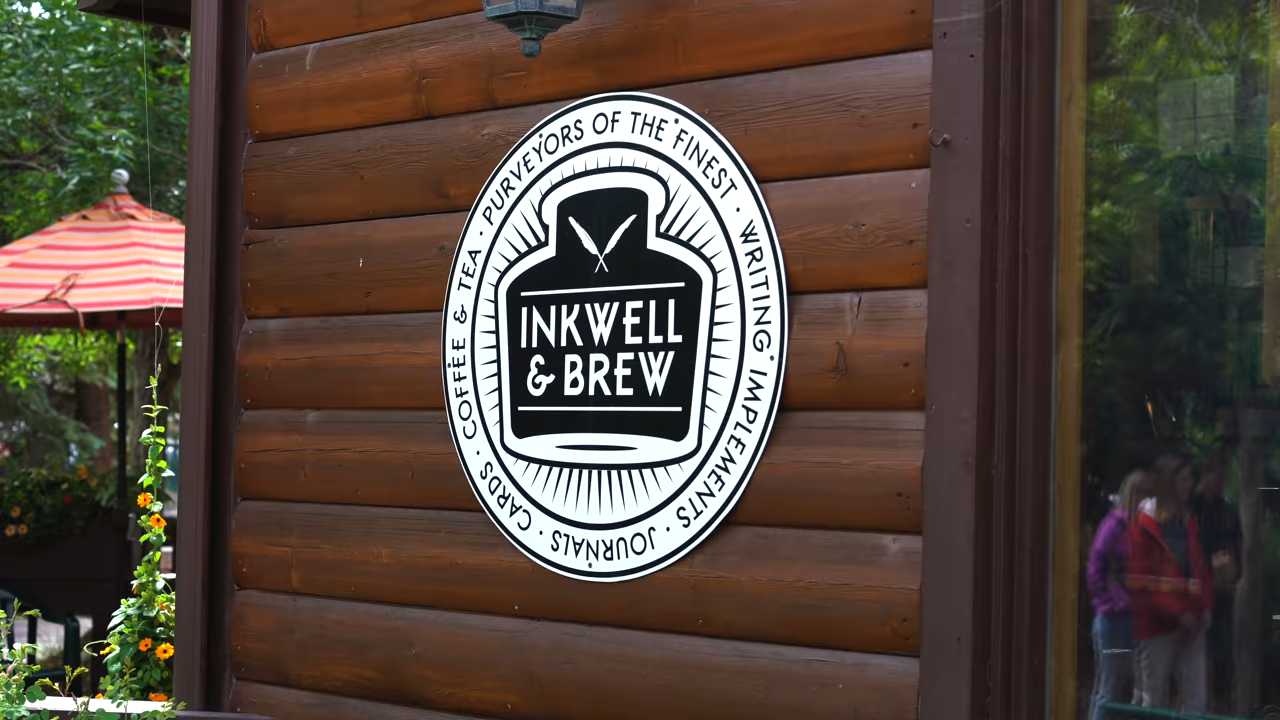 PURVEYORS OF THE FINEST · WRITING IMPLEMENTS · JOURNALS · CARDS · COFFEE & TEA ·
INKWELL
& BREW